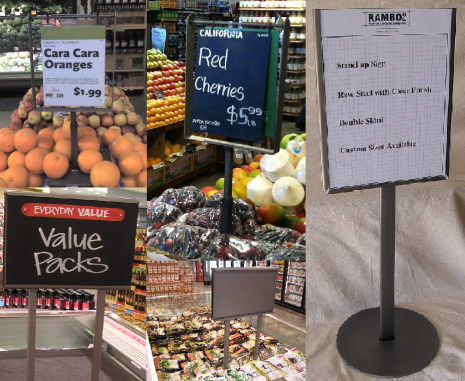 Cara Cara
Oranges
$1.99
EVERYDAY VALUE
Value
Packs
CALIFORNIA
Red
Cherries
$5.99
LB
RAMBO
Stand up Sign
Raw Steel with Clear Finish
Double Sided
Custom Sizes Available